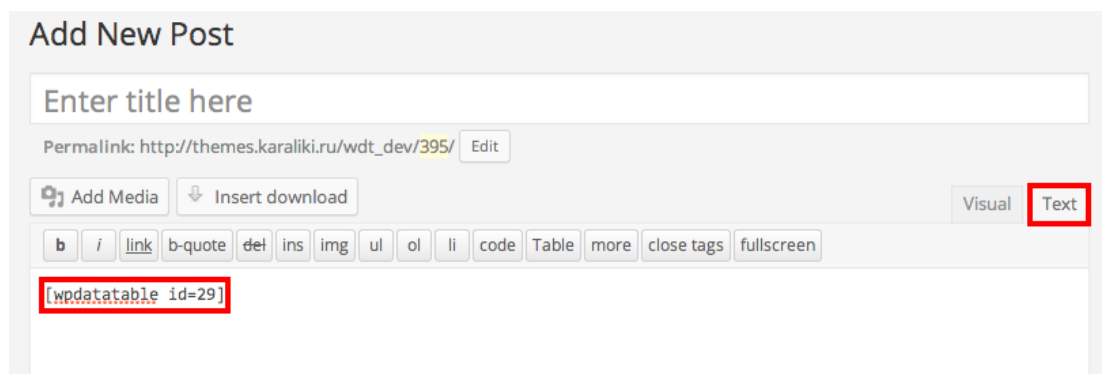 Add New Post
Enter title here
Permalink: http://themes.karaliki.ru/wdt_dev/395/ Edit
Add Media Insert download
Visual Text
b i link b-quote del ins img ul ol li code Table more close tags fullscreen
[wpdatatable id=29]